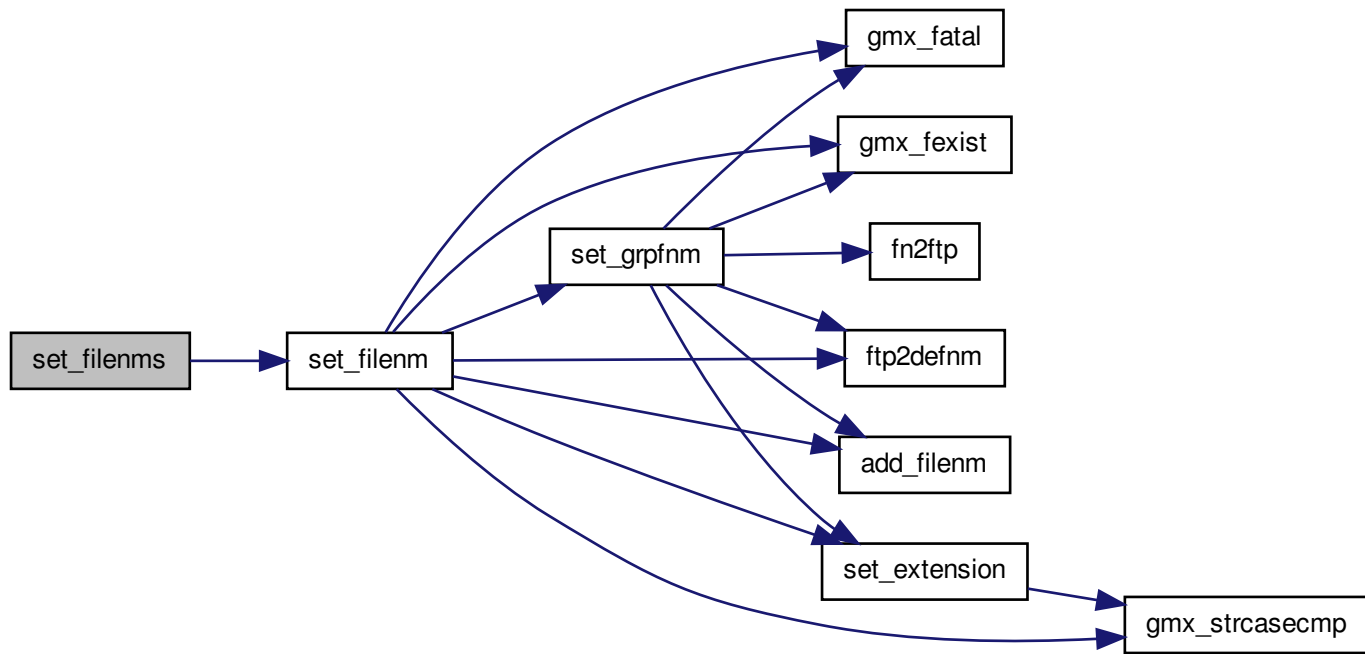 gmx_fatal
gmx_fexist
set_grpfnm
fn2ftp
set_filenms
set_filenm
ftp2defnm
add_filenm
set_extension
gmx_strcasecmp